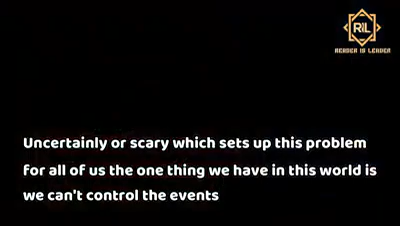 RIL
READER IS LEADER
Uncertainly or scary which sets up this problem
for all of us the one thing we have in this world is
we can't control the events